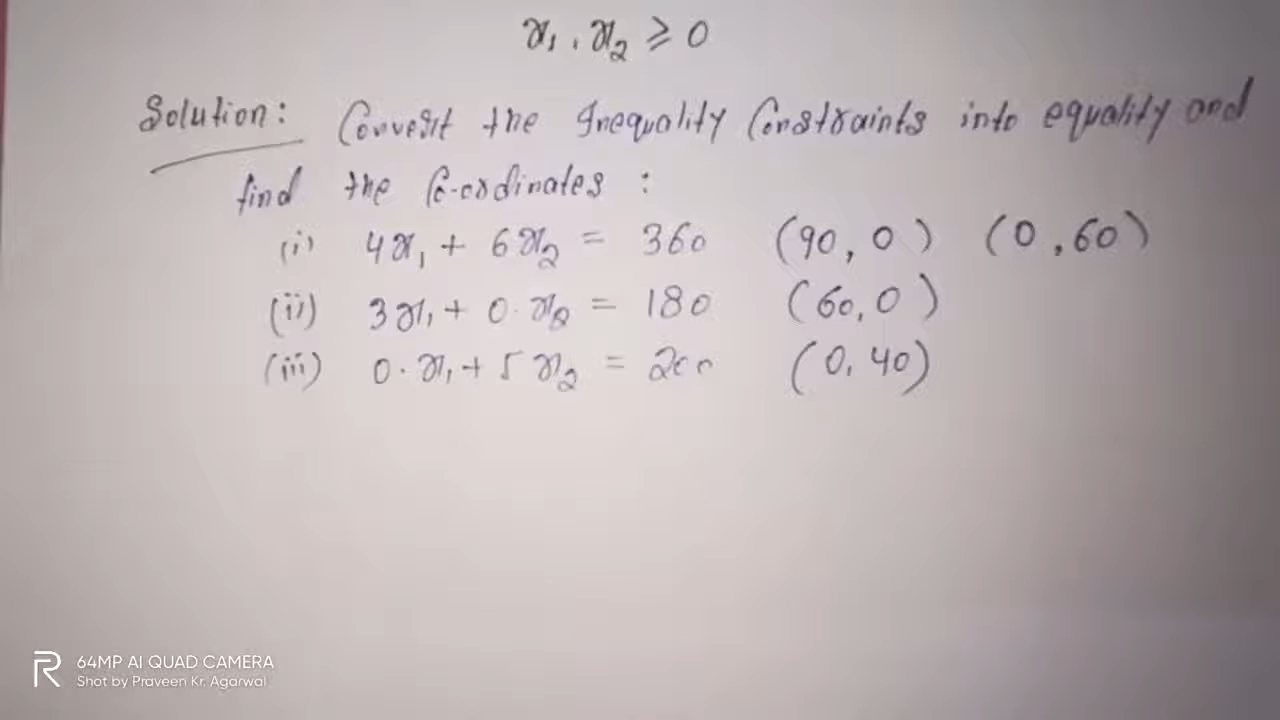 x₁, x₂ ⩾ 0
Solution: Convert the Inequality Constraints into equality and
find the Co-ordinates :
(i) 4x₁ + 6x₂ = 360 (90, 0) (0, 60)
(ii) 3x₁ + 0·x₂ = 180 (60, 0)
(iii) 0·x₁ + 5x₂ = 200 (0, 40)
64MP AI QUAD CAMERA
Shot by Praveen Kr. Agarwal